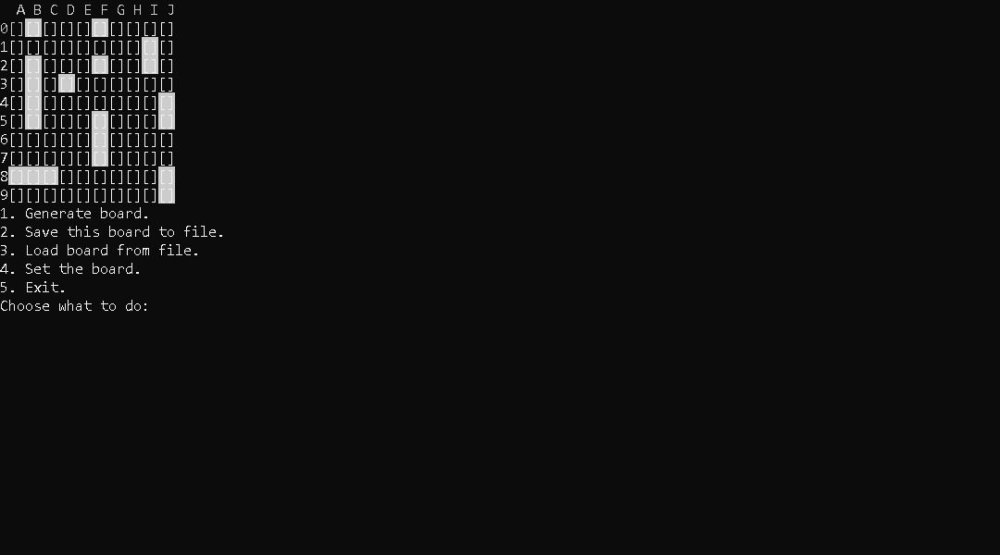 A B C D E F G H I J
0[][][][][][][][][][]
1[][][][][][][][][][]
2[][][][][][][][][][]
3[][][][][][][][][][]
4[][][][][][][][][][]
5[][][][][][][][][][]
6[][][][][][][][][][]
7[][][][][][][][][][]
8[][][][][][][][][][]
9[][][][][][][][][][]
1. Generate board.
2. Save this board to file.
3. Load board from file.
4. Set the board.
5. Exit.
Choose what to do: